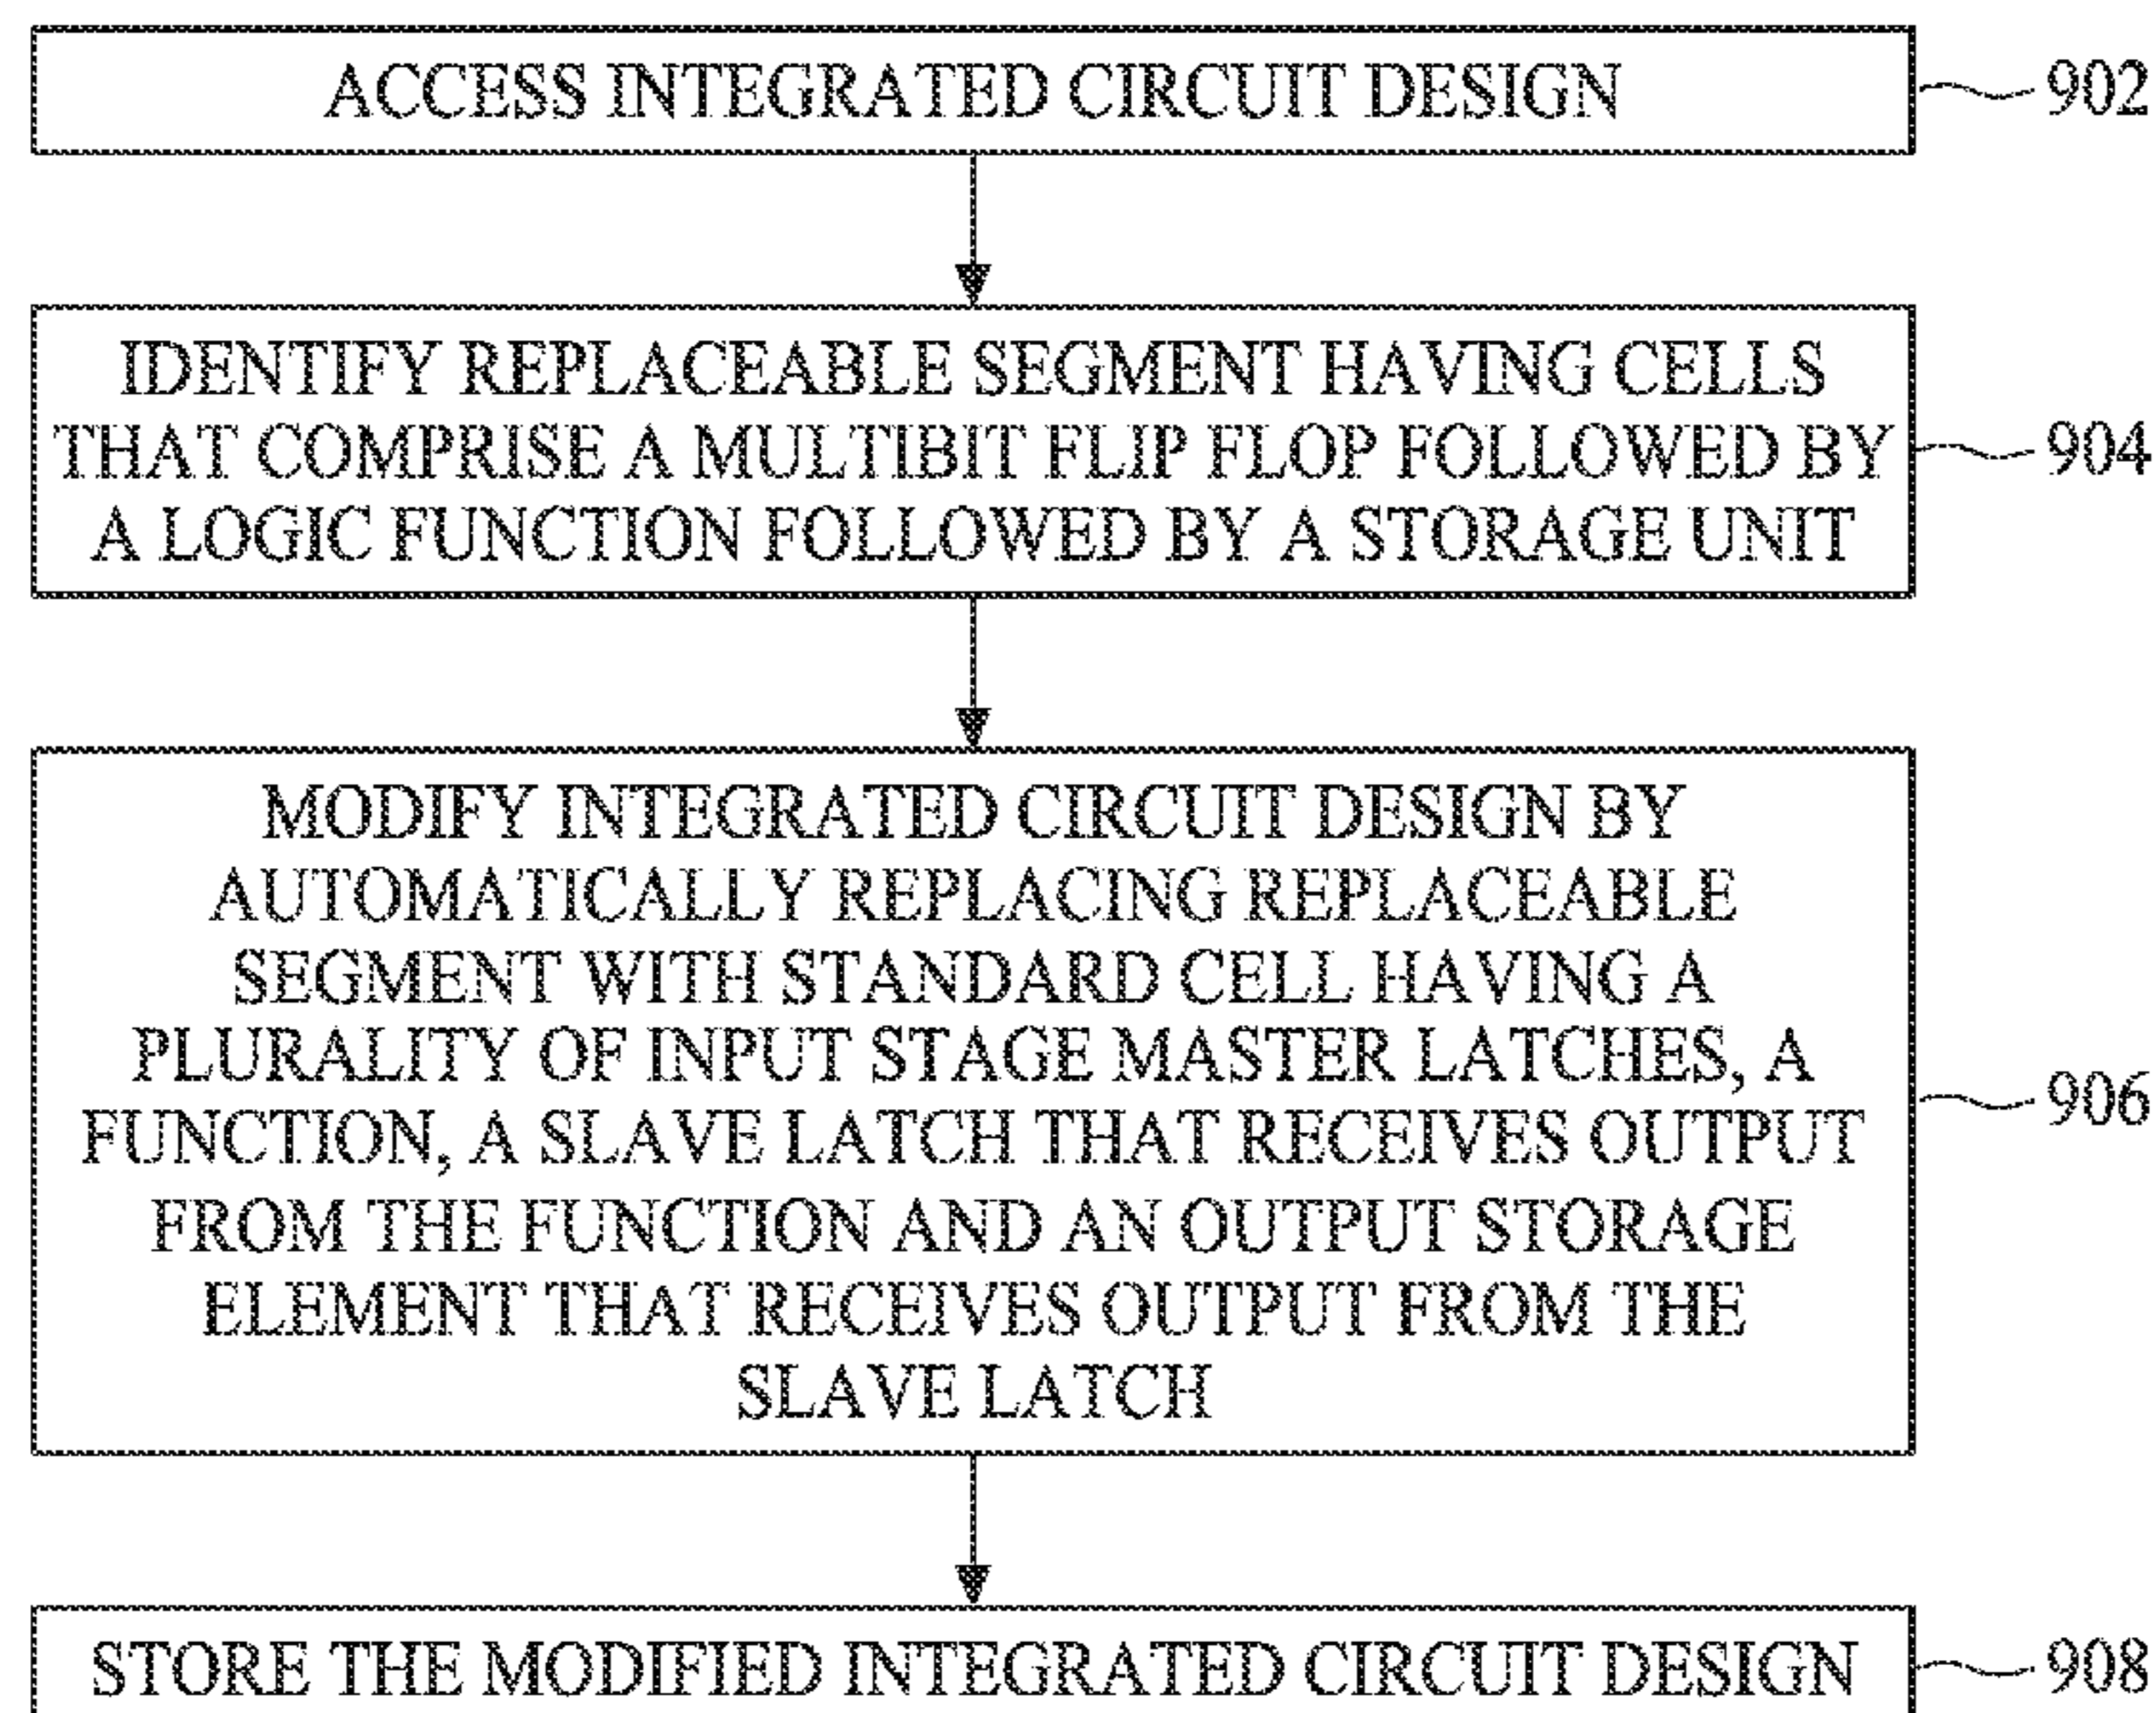 ACCESS INTEGRATED CIRCUIT DESIGN
902
IDENTIFY REPLACEABLE SEGMENT HAVING CELLS
THAT COMPRISE A MULTIBIT FLIP FLOP FOLLOWED BY
A LOGIC FUNCTION FOLLOWED BY A STORAGE UNIT
904
MODIFY INTEGRATED CIRCUIT DESIGN BY
AUTOMATICALLY REPLACING REPLACEABLE
SEGMENT WITH STANDARD CELL HAVING A
PLURALITY OF INPUT STAGE MASTER LATCHES, A
FUNCTION, A SLAVE LATCH THAT RECEIVES OUTPUT
FROM THE FUNCTION AND AN OUTPUT STORAGE
ELEMENT THAT RECEIVES OUTPUT FROM THE
SLAVE LATCH
906
STORE THE MODIFIED INTEGRATED CIRCUIT DESIGN
908